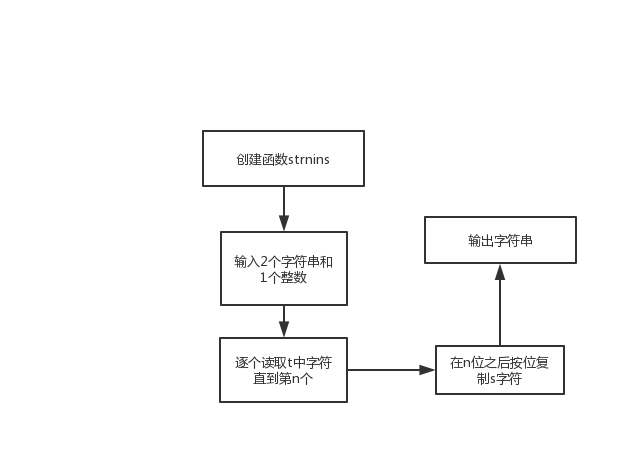 创建函数strnins
输入2个字符串和
1个整数
逐个读取t中字符
直到第n个
在n位之后按位复
制s字符
输出字符串